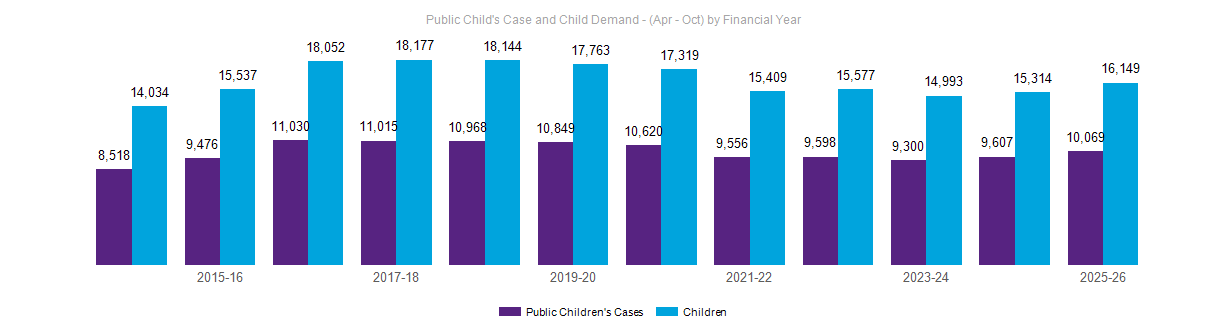 Public Child's Case and Child Demand - (Apr - Oct) by Financial Year
8,518 14,034 9,476 15,537 11,030 18,052 11,015 18,177 10,968 18,144 10,849 17,763 10,620 17,319 9,556 15,409 9,598 15,577 9,300 14,993 9,607 15,314 10,069 16,149
2015-16 2017-18 2019-20 2021-22 2023-24 2025-26
Public Children's Cases Children